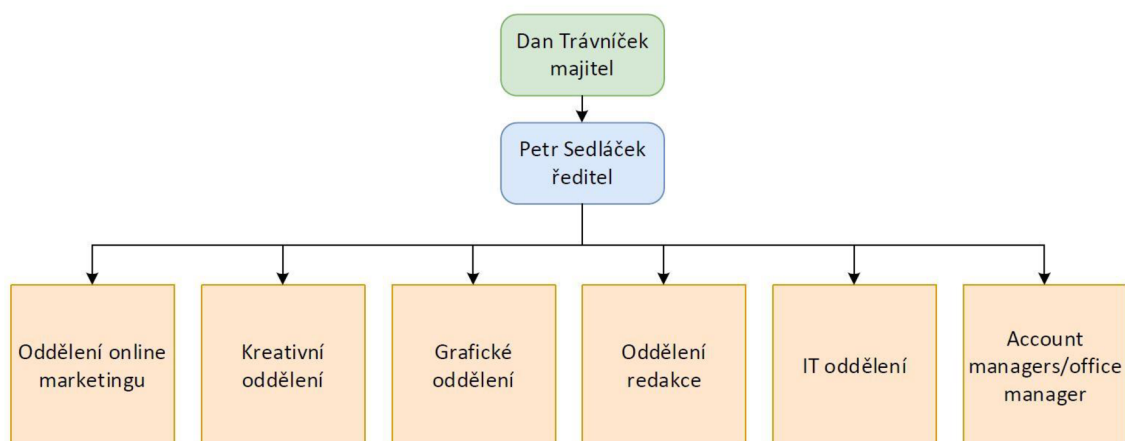 Dan Trávníček
majitel
Petr Sedláček
ředitel
Oddělení online
marketingu
Kreativní
oddělení
Grafické
oddělení
Oddělení
redakce
IT oddělení
Account
managers/office
manager